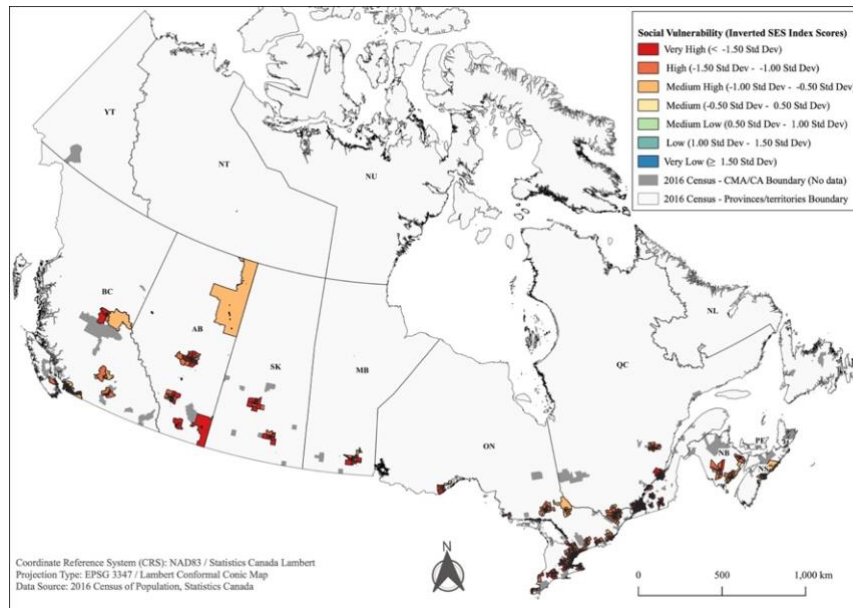 Social Vulnerability (Inverted SES Index Scores)
Very High (< -1.50 Std Dev)
High (-1.50 Std Dev - -1.00 Std Dev)
Medium High (-1.00 Std Dev - -0.50 Std Dev)
Medium (-0.50 Std Dev - 0.50 Std Dev)
Medium Low (0.50 Std Dev - 1.00 Std Dev)
Low (1.00 Std Dev - 1.50 Std Dev)
Very Low (≥ 1.50 Std Dev)
2016 Census - CMA/CA Boundary (No data)
2016 Census - Provinces/territories Boundary
YT
NT
NU
BC
AB
SK
MB
ON
QC
NL
PE
NB
NS
Coordinate Reference System (CRS): NAD83 / Statistics Canada Lambert
Projection Type: EPSG 3347 / Lambert Conformal Conic Map
Data Source: 2016 Census of Population, Statistics Canada
N
0 500 1,000 km